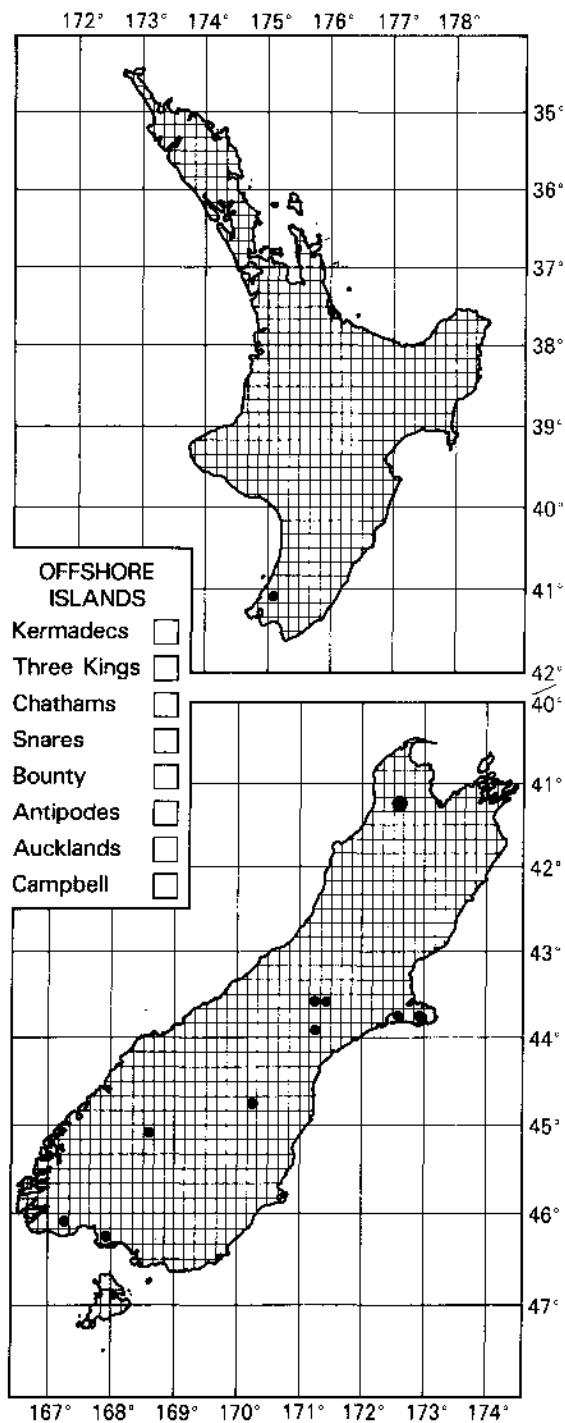 172° 173° 174° 175° 176° 177° 178°
35°
36°
37°
38°
39°
40°
41°
42°
OFFSHORE
ISLANDS
Kermadecs
Three Kings
Chathams
Snares
Bounty
Antipodes
Aucklands
Campbell
40°
41°
42°
43°
44°
45°
46°
47°
167° 168° 169° 170° 171° 172° 173° 174°